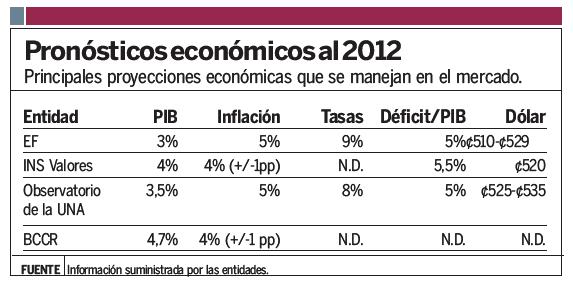 Pronósticos económicos al 2012
Principales proyecciones económicas que se manejan en el mercado.
Entidad PIB Inflación Tasas Déficit/PIB Dólar
EF 3% 5% 9% 5% ¢510-¢529
INS Valores 4% 4% (+/-1pp) N.D. 5,5% ¢520
Observatorio 3,5% 5% 8% 5% ¢525-¢535
de la UNA
BCCR 4,7% 4% (+/-1 pp) N.D. N.D. N.D.
FUENTE Información suministrada por las entidades.